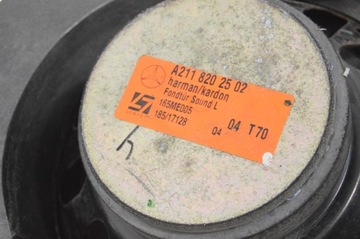 A211 820 25 02
harman/kardon
Fondtür Sound L
165ME005
185/17128
04
04 T70